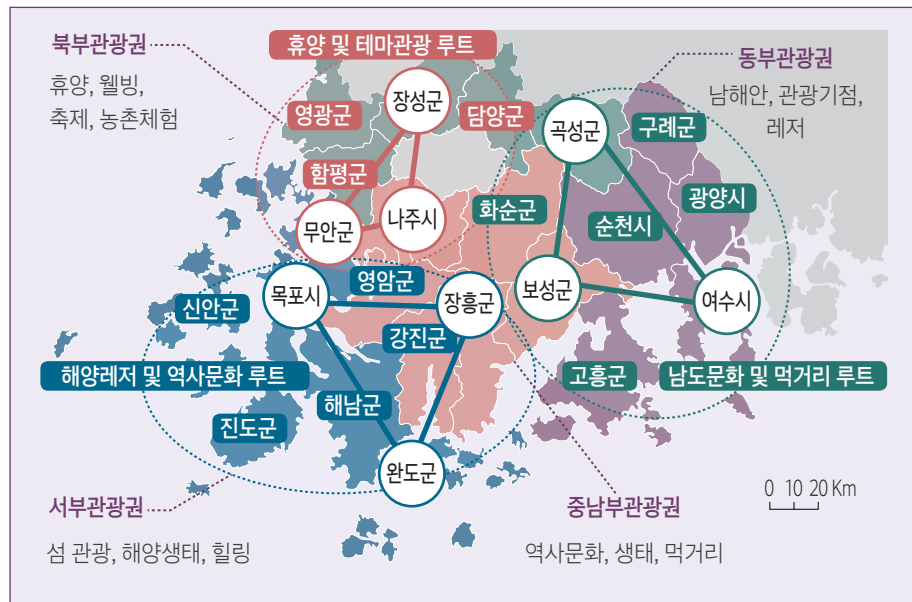 북부관광권
휴양, 웰빙,
축제, 농촌체험
휴양 및 테마관광 루트
동부관광권
남해안, 관광기점,
레저
영광군
장성군
담양군
곡성군
구례군
함평군
무안군
나주시
화순군
순천시
광양시
신안군
목포시
영암군
장흥군
보성군
여수시
강진군
해양레저 및 역사문화 루트
해남군
고흥군
남도문화 및 먹거리 루트
진도군
완도군
서부관광권
섬 관광, 해양생태, 힐링
중남부관광권
역사문화, 생태, 먹거리
0 10 20 Km